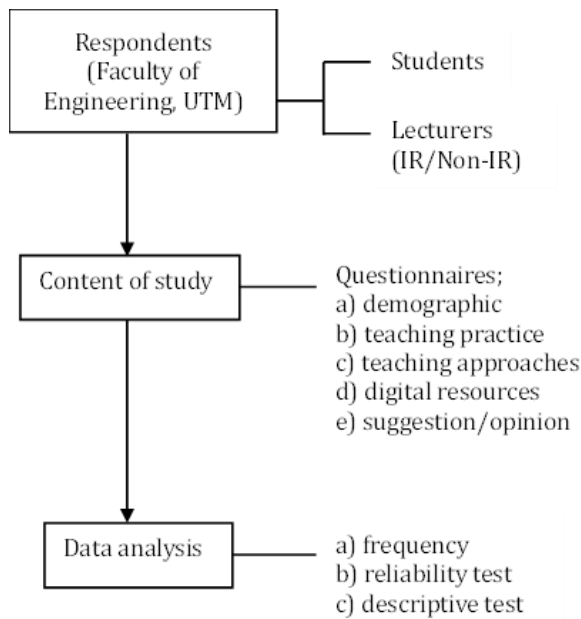 Respondents
(Faculty of
Engineering, UTM)
Students
Lecturers
(IR/Non-IR)
Content of study
Questionnaires;
a) demographic
b) teaching practice
c) teaching approaches
d) digital resources
e) suggestion/opinion
Data analysis
a) frequency
b) reliability test
c) descriptive test